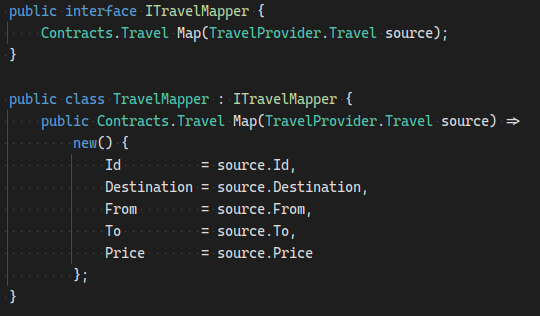 public interface ITravelMapper {
    Contracts.Travel Map(TravelProvider.Travel source);
}

public class TravelMapper : ITravelMapper {
    public Contracts.Travel Map(TravelProvider.Travel source) =>
        new() {
            Id          = source.Id,
            Destination = source.Destination,
            From        = source.From,
            To          = source.To,
            Price       = source.Price
        };
}